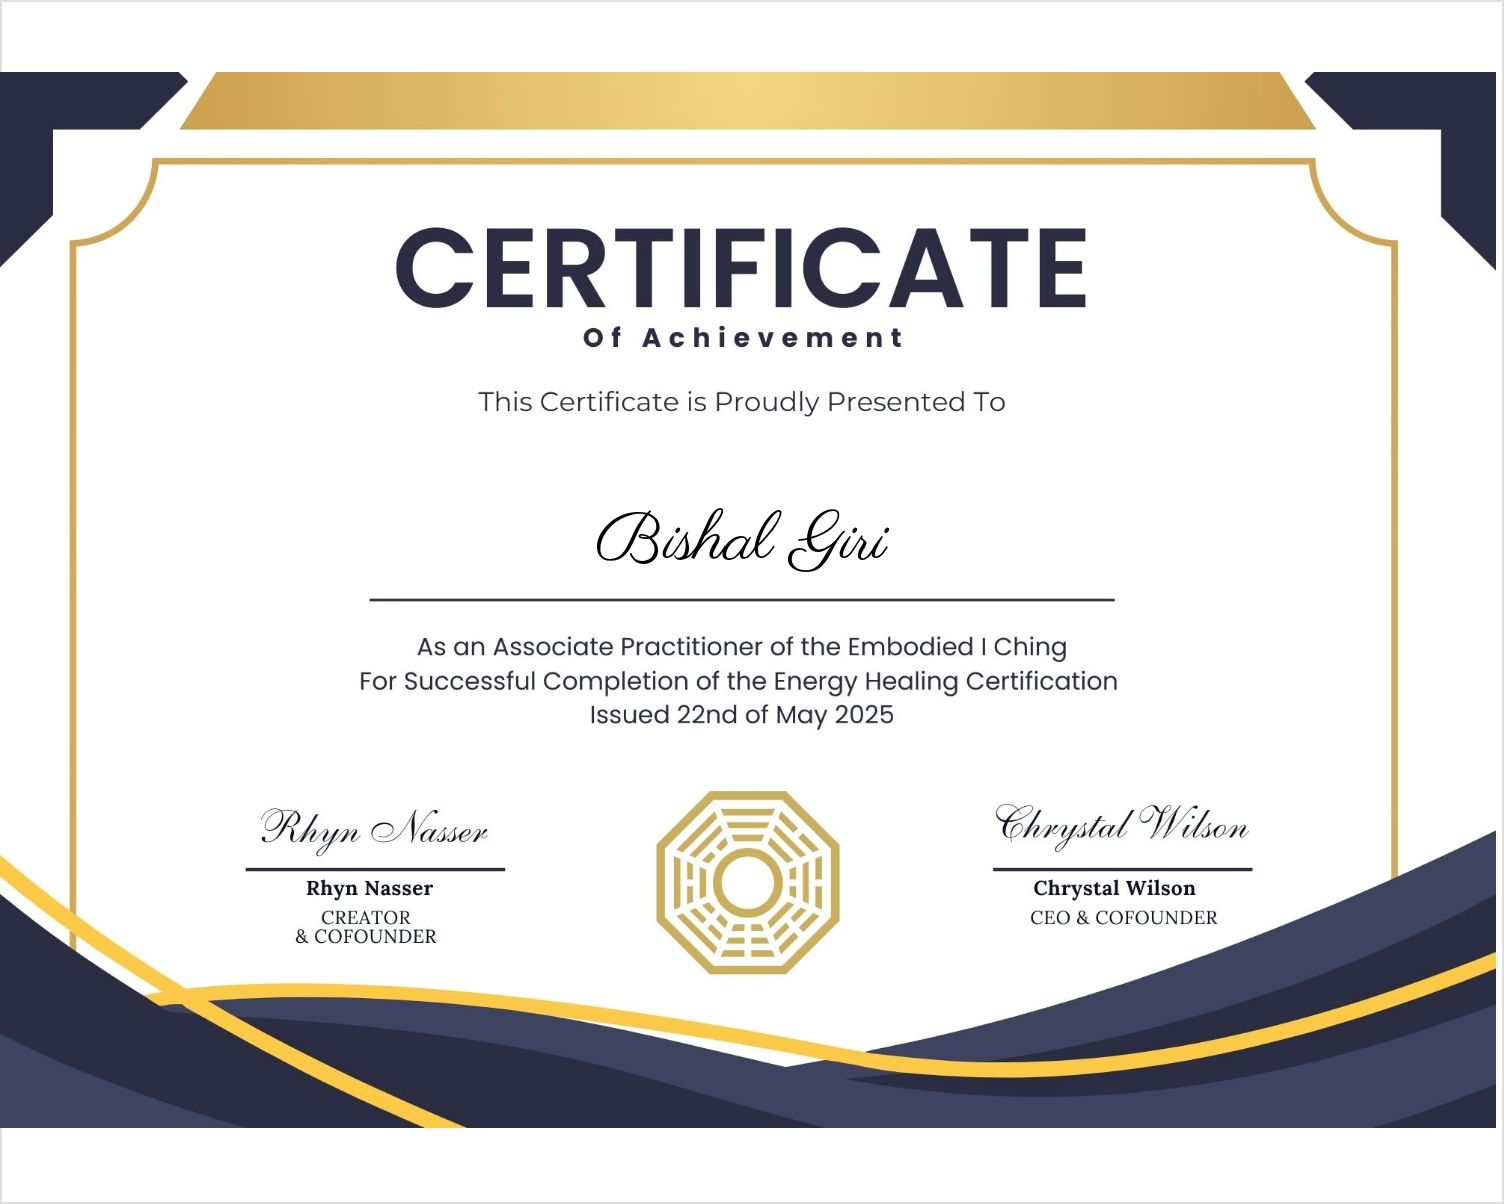 CERTIFICATE
Of Achievement
This Certificate is Proudly Presented To
Bishal Giri
As an Associate Practitioner of the Embodied I Ching
For Successful Completion of the Energy Healing Certification
Issued 22nd of May 2025
Rhyn Nasser
Rhyn Nasser
CREATOR
& COFOUNDER
Chrystal Wilson
Chrystal Wilson
CEO & COFOUNDER